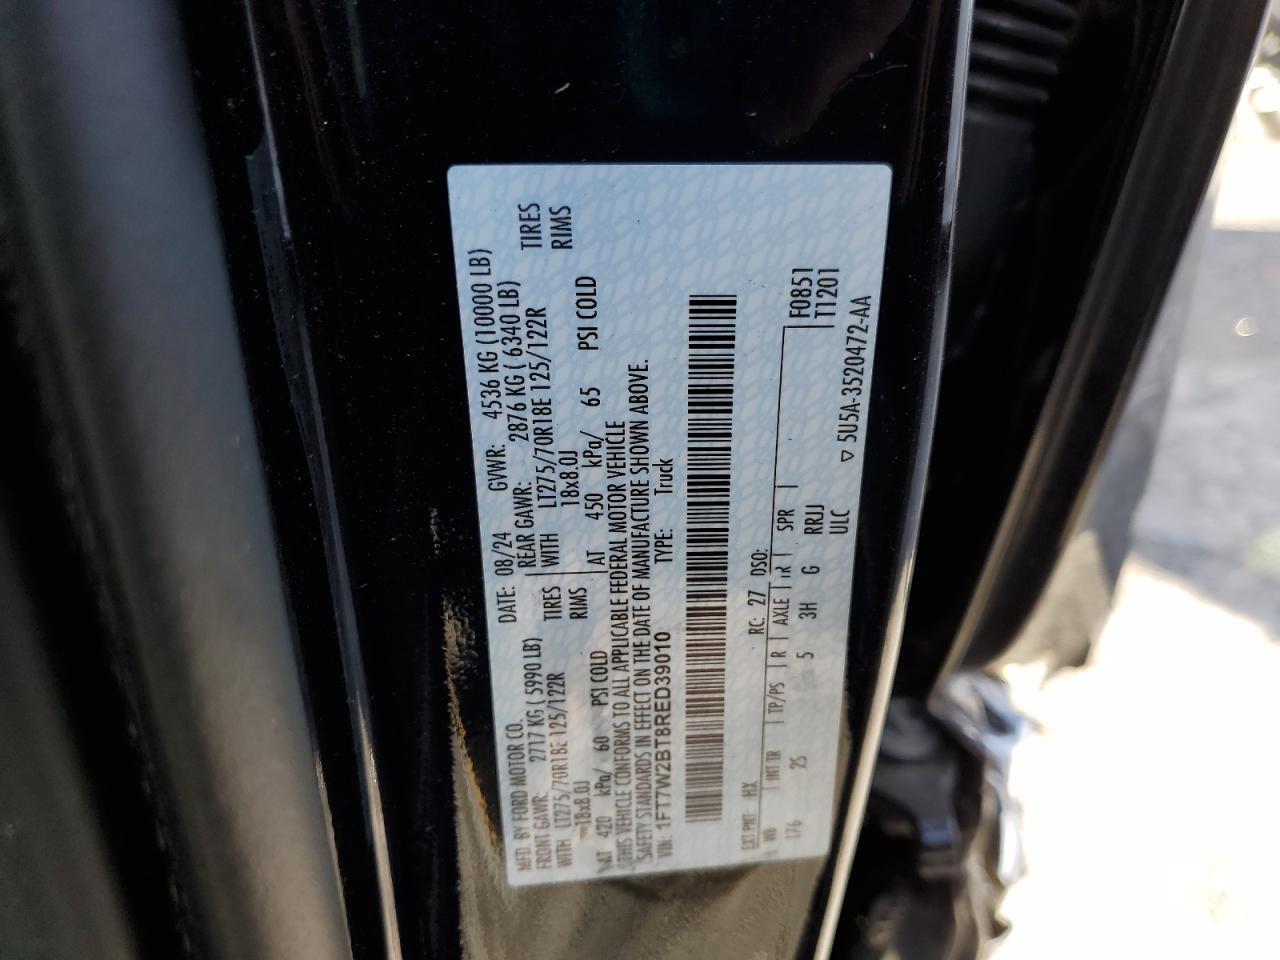 MFD. BY FORD MOTOR CO. DATE: 08/24 GVWR: 4536 KG (10000 LB)
FRONT GAWR: 2717 KG ( 5990 LB) REAR GAWR: 2876 KG ( 6340 LB)
WITH LT275/70R18E 125/122R TIRES WITH LT275/70R18E 125/122R TIRES
18x8.0J RIMS 18x8.0J RIMS
AT 420 kPa/ 60 PSI COLD AT 450 kPa/ 65 PSI COLD
THIS VEHICLE CONFORMS TO ALL APPLICABLE FEDERAL MOTOR VEHICLE
SAFETY STANDARDS IN EFFECT ON THE DATE OF MANUFACTURE SHOWN ABOVE.
VIN: 1FT7W2BT8RED39010 TYPE: Truck
EXT PNT: HX RC: 27 DSO:
WB INT TR TP/PS R AXLE TR SPR F0851
176 2S 5 3H G RRJJ T1201
ULC
▽ 5U5A-3520472-AA